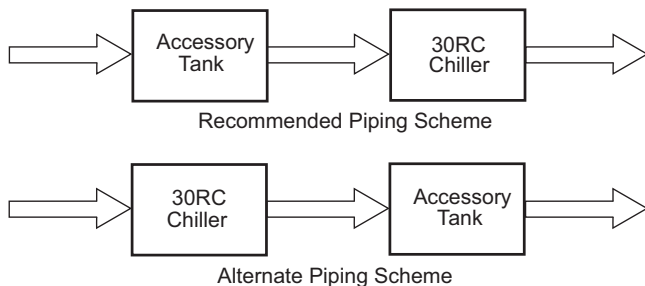 Accessory
Tank
30RC
Chiller
Recommended Piping Scheme
30RC
Chiller
Accessory
Tank
Alternate Piping Scheme